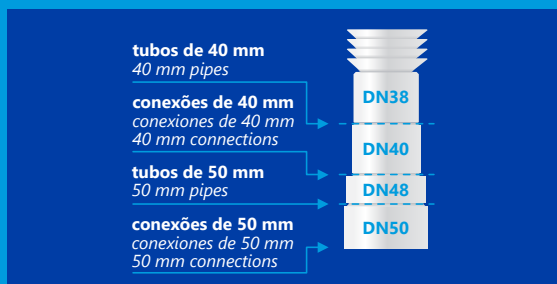 tubos de 40 mm
40 mm pipes
conexões de 40 mm
conexiones de 40 mm
40 mm connections
tubos de 50 mm
50 mm pipes
conexões de 50 mm
conexiones de 50 mm
50 mm connections
DN38
DN40
DN48
DN50